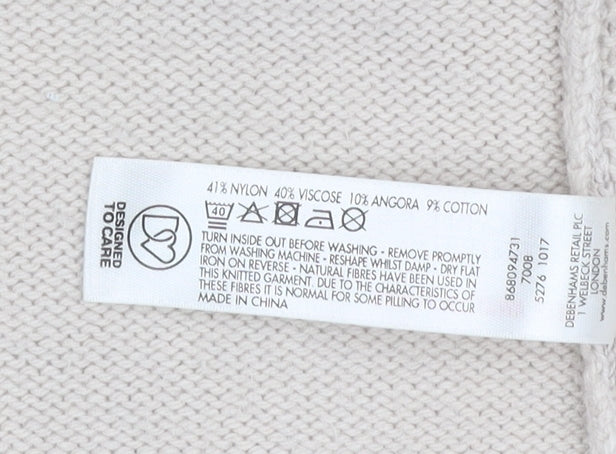 41% NYLON 40% VISCOSE 10% ANGORA 9% COTTON
40
TURN INSIDE OUT BEFORE WASHING - REMOVE PROMPTLY
FROM WASHING MACHINE - RESHAPE WHILST DAMP - DRY FLAT
IRON ON REVERSE - NATURAL FIBRES HAVE BEEN USED IN
THIS KNITTED GARMENT. DUE TO THE CHARACTERISTICS OF
THESE FIBRES IT IS NORMAL FOR SOME PILLING TO OCCUR
MADE IN CHINA
DESIGNED
TO CARE
868094731
7008
5276 1017
DEBENHAMS RETAIL PLC
1 WELBECK STREET
LONDON
www.debenhams.com